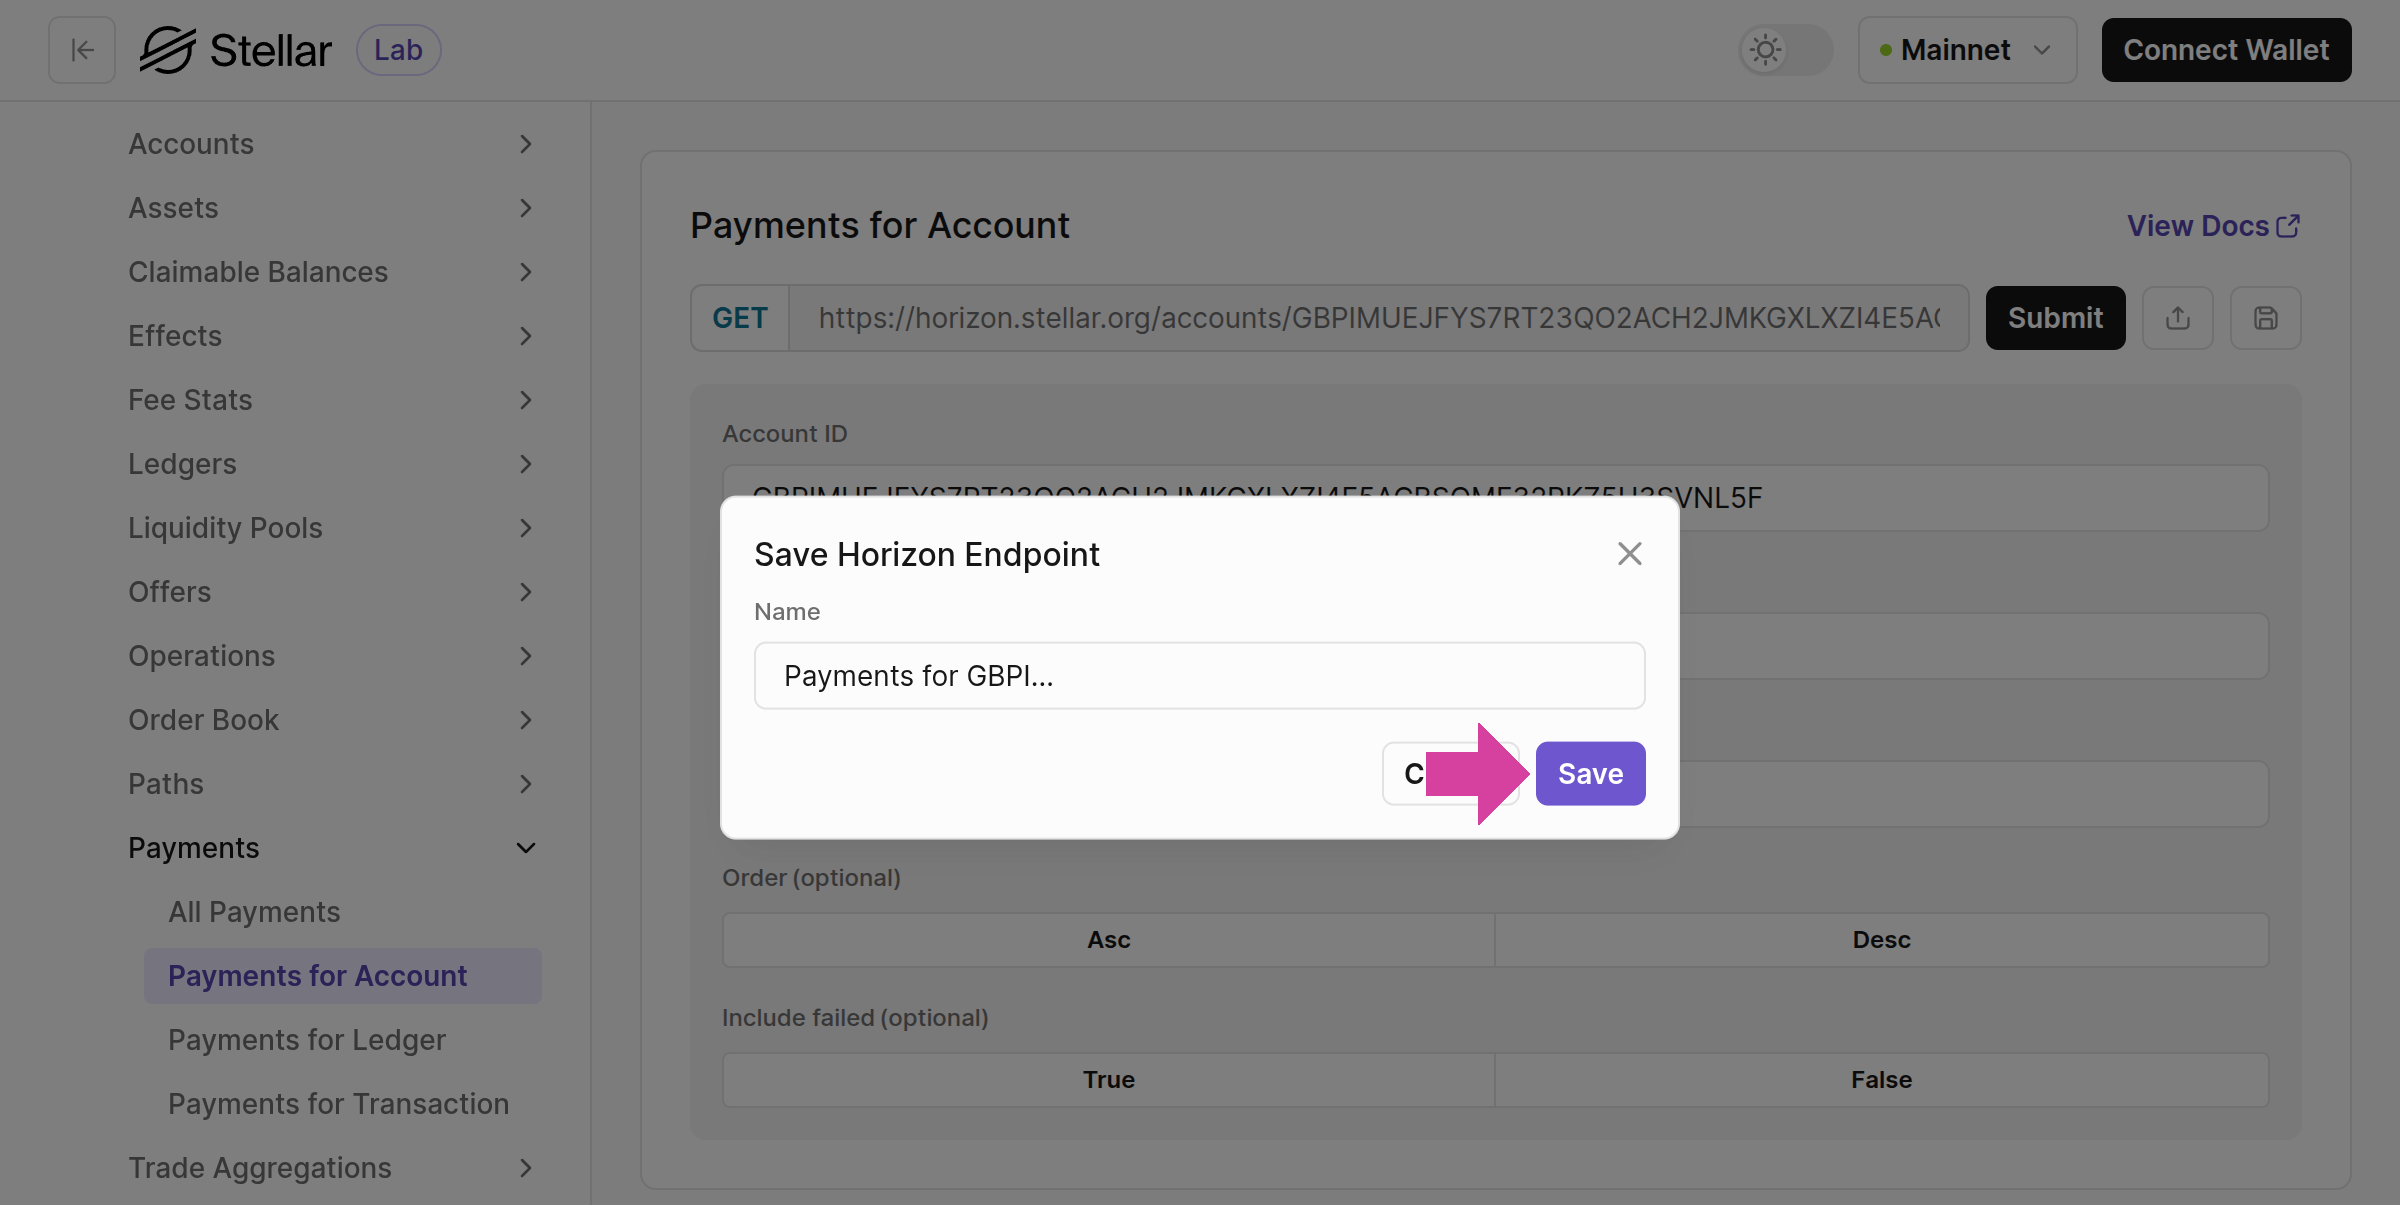 Stellar
Lab
Mainnet
Connect Wallet
Accounts
Assets
Claimable Balances
Effects
Fee Stats
Ledgers
Liquidity Pools
Offers
Operations
Order Book
Paths
Payments
All Payments
Payments for Account
Payments for Ledger
Payments for Transaction
Trade Aggregations
Payments for Account
View Docs
GET
https://horizon.stellar.org/accounts/GBPIMUEJFYS7RT23QO2ACH2JMKGXLXZI4E5A
Submit
Account ID
SVNL5F
Save Horizon Endpoint
Name
Payments for GBPI...
Save
Order (optional)
Asc
Desc
Include failed (optional)
True
False